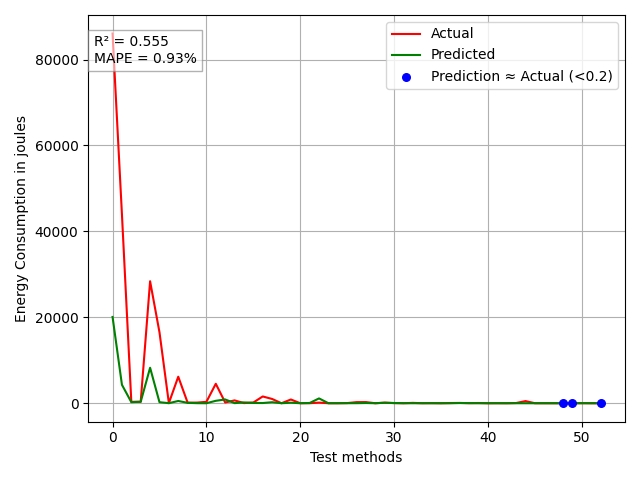 R² = 0.555
MAPE = 0.93%
Actual
Predicted
Prediction ≈ Actual (<0.2)
Energy Consumption in joules
80000
60000
40000
20000
0
0 10 20 30 40 50
Test methods